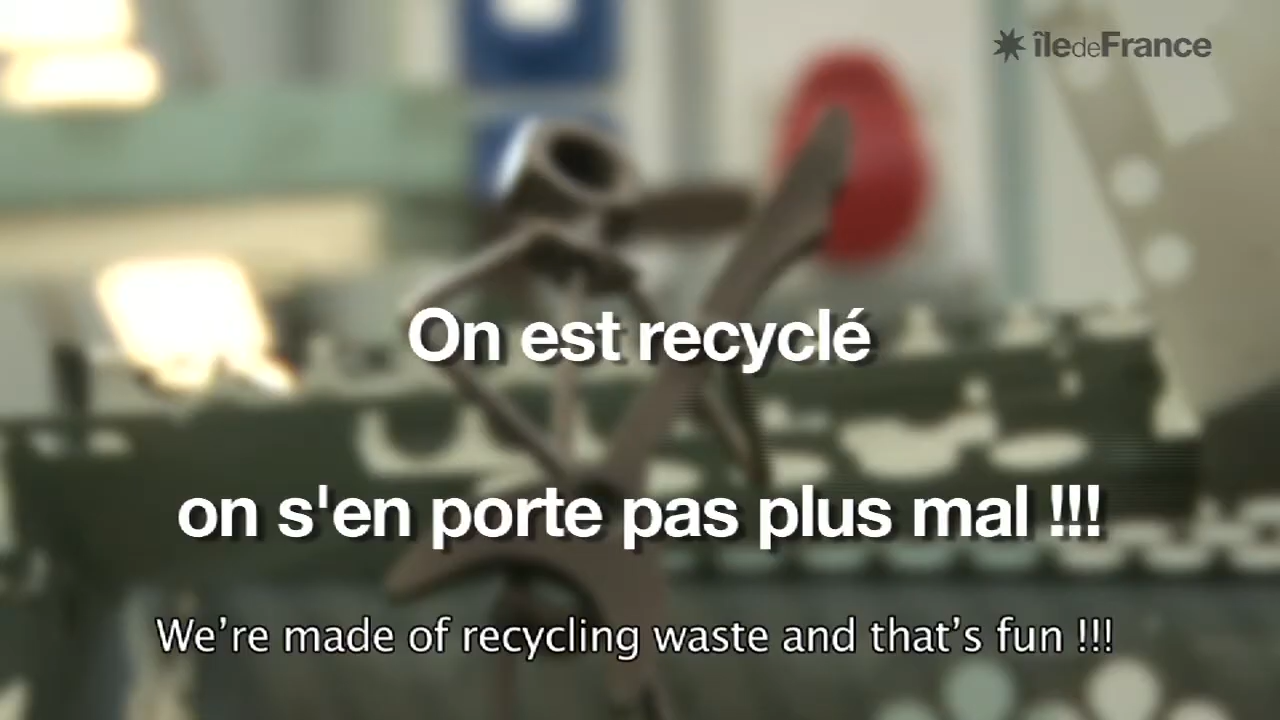 îledeFrance
On est recyclé
on s'en porte pas plus mal !!!
We’re made of recycling waste and that’s fun !!!